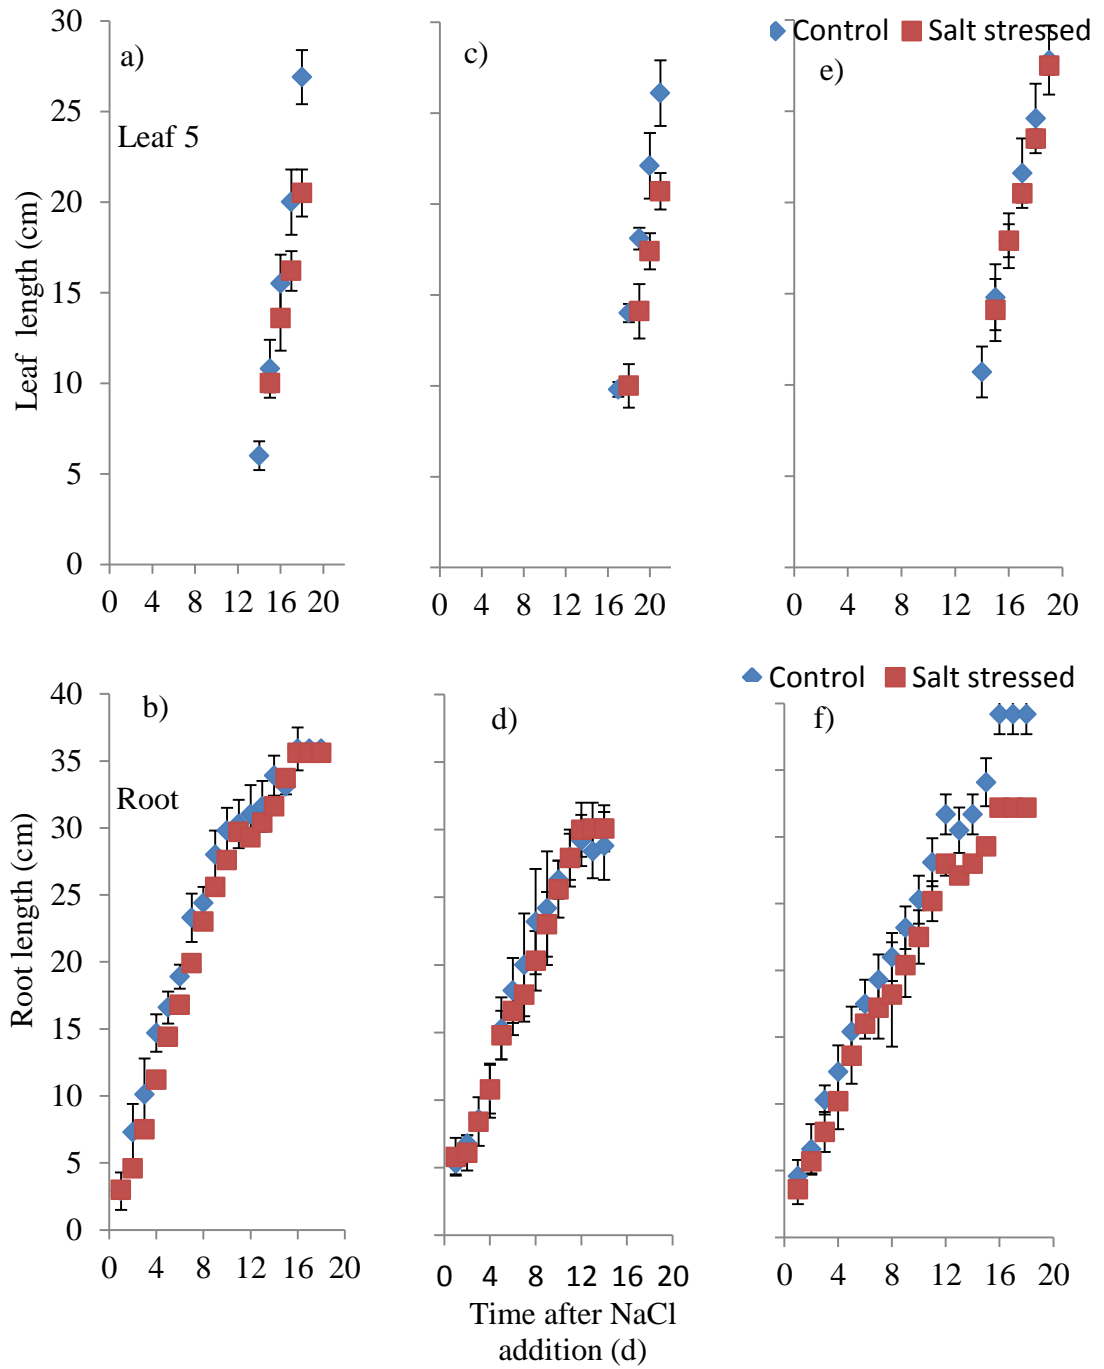 30
25
20
15
10
5
0
Leaf length (cm)
a)
Leaf 5
0 4 8 12 16 20
c)
0 4 8 12 16 20
Control Salt stressed
e)
0 4 8 12 16 20
40
35
30
25
20
15
10
5
0
Root length (cm)
b)
Root
0 4 8 12 16 20
d)
0 4 8 12 16 20
Control Salt stressed
f)
0 4 8 12 16 20
Time after NaCl
addition (d)